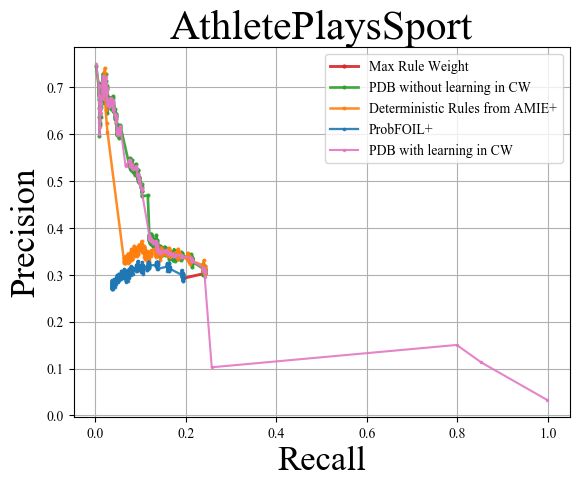 AthletePlaysSport
Max Rule Weight
PDB without learning in CW
Deterministic Rules from AMIE+
ProbFOIL+
PDB with learning in CW
Precision
0.7
0.6
0.5
0.4
0.3
0.2
0.1
0.0
0.0 0.2 0.4 0.6 0.8 1.0
Recall